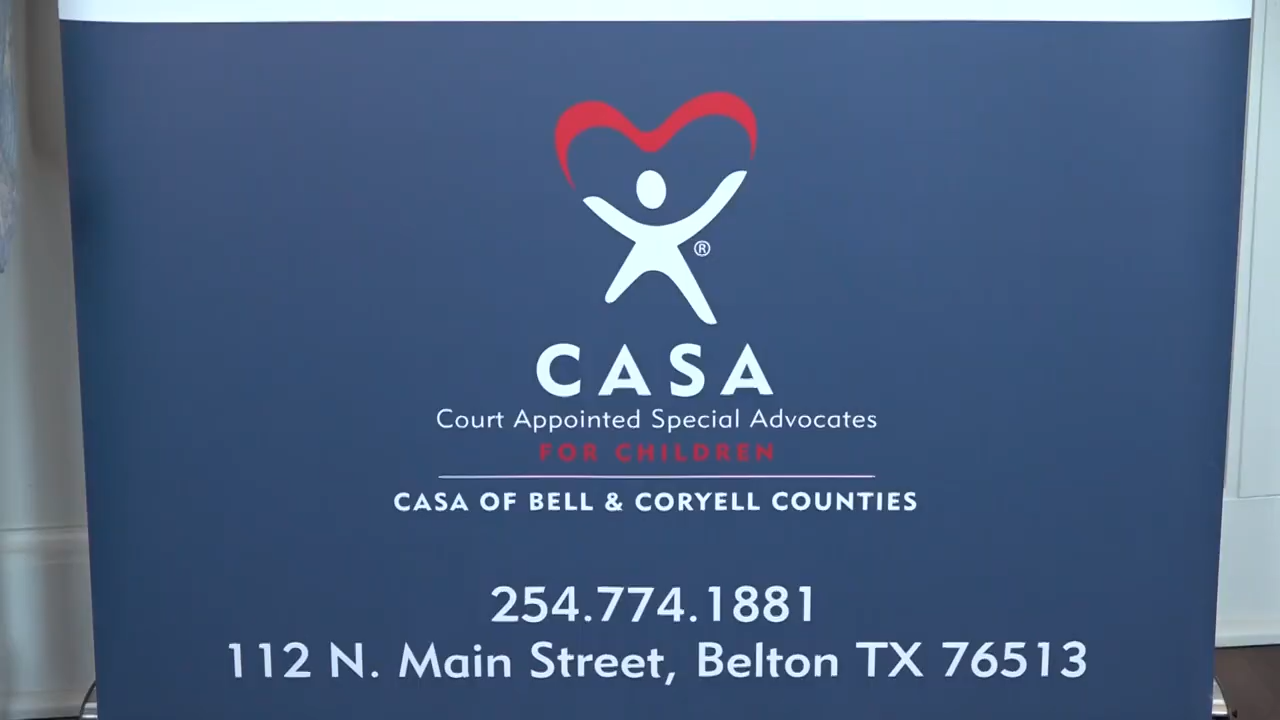 ®
CASA
Court Appointed Special Advocates
FOR CHILDREN
CASA OF BELL & CORYELL COUNTIES
254.774.1881
112 N. Main Street, Belton TX 76513